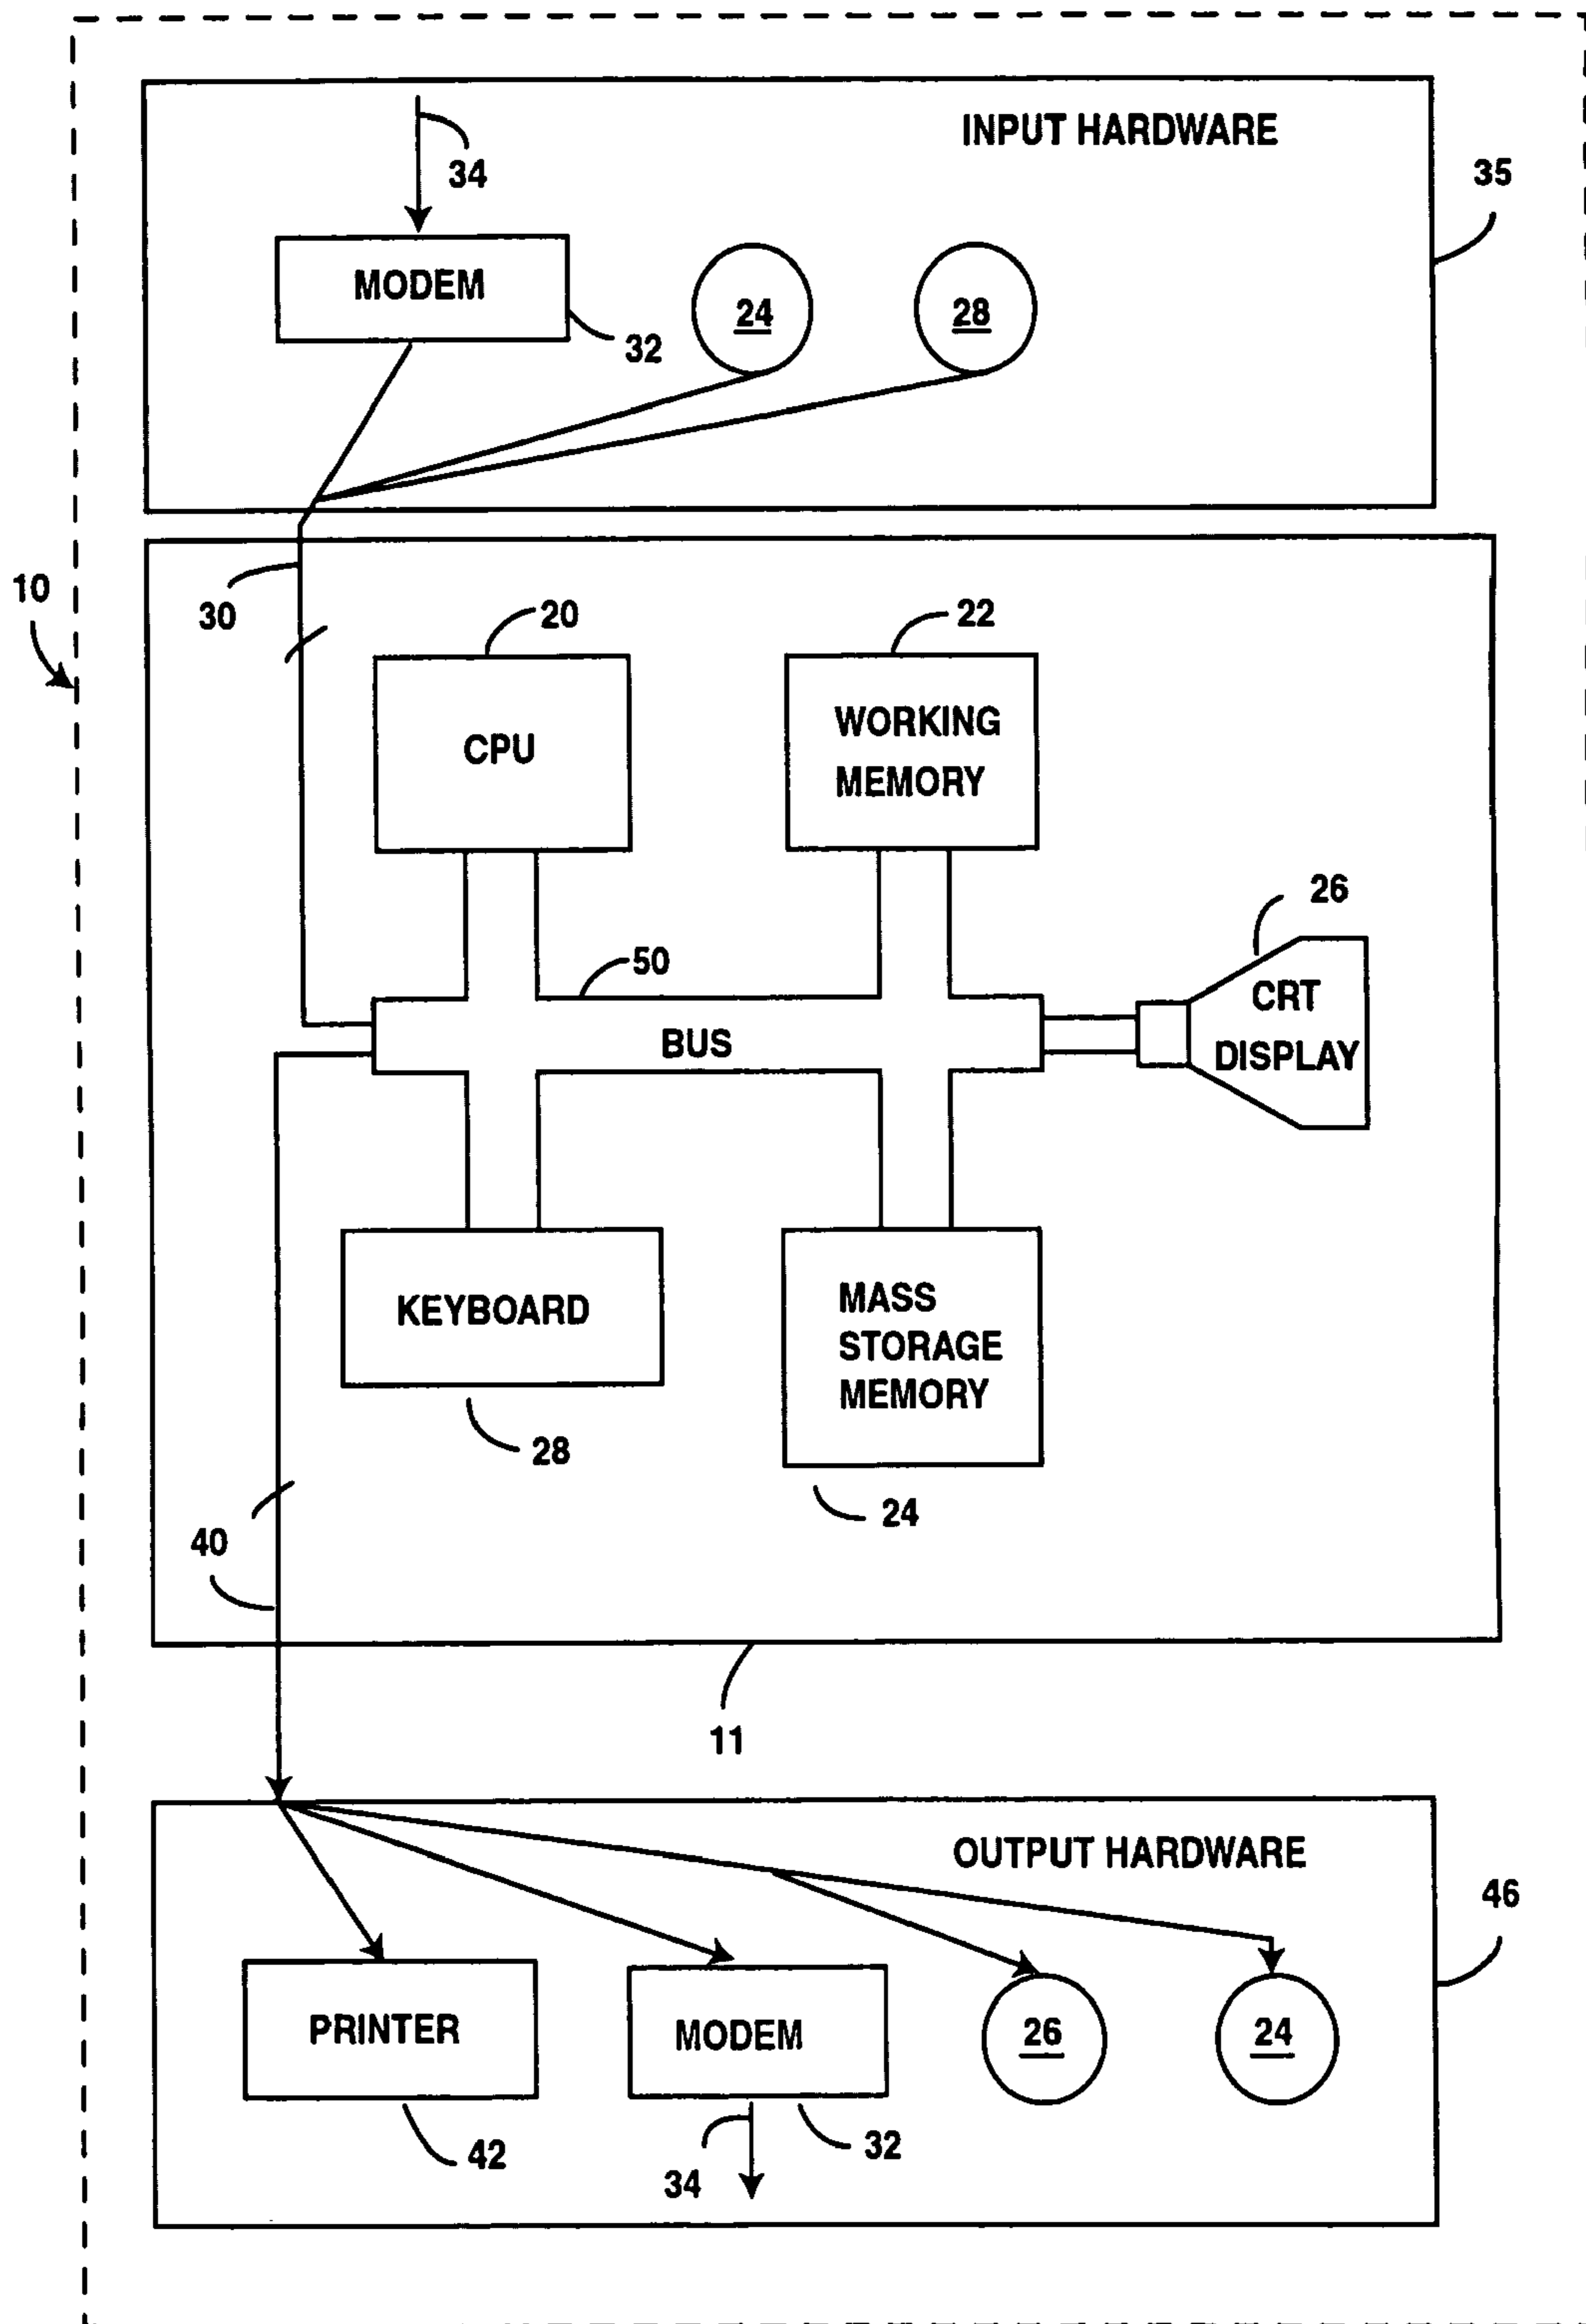 INPUT HARDWARE
34
35
MODEM
24
28
32
10
30
20
22
CPU
WORKING
MEMORY
26
50
CRT
DISPLAY
BUS
KEYBOARD
MASS
STORAGE
MEMORY
28
24
40
11
OUTPUT HARDWARE
46
PRINTER
MODEM
26
24
42
34
32